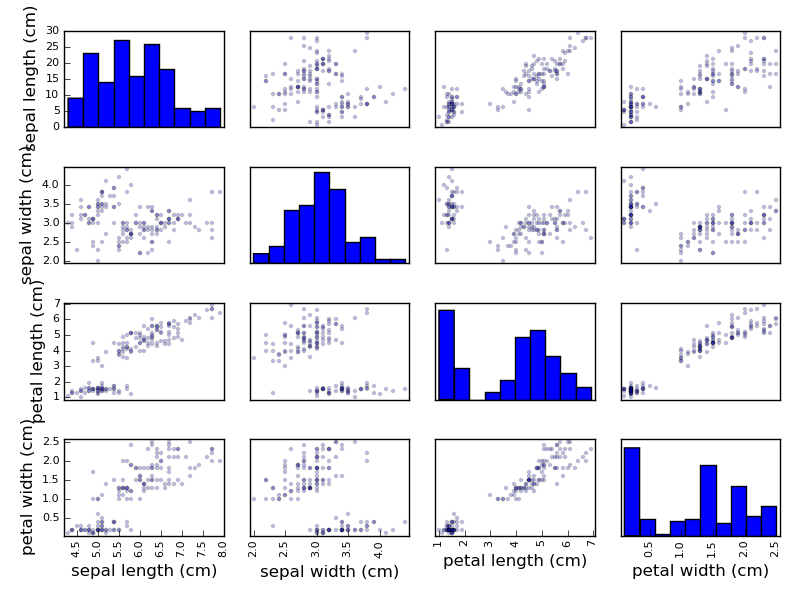 sepal length (cm)
30
25
20
15
10
5
0
sepal width (cm)
4.0
3.5
3.0
2.5
2.0
petal length (cm)
7
6
5
4
3
2
1
petal width (cm)
2.5
2.0
1.5
1.0
0.5
4.5 5.0 5.5 6.0 6.5 7.0 7.5 8.0
2.0 2.5 3.0 3.5 4.0
1 2 3 4 5 6 7
0.5 1.0 1.5 2.0 2.5
sepal length (cm) sepal width (cm) petal length (cm) petal width (cm)